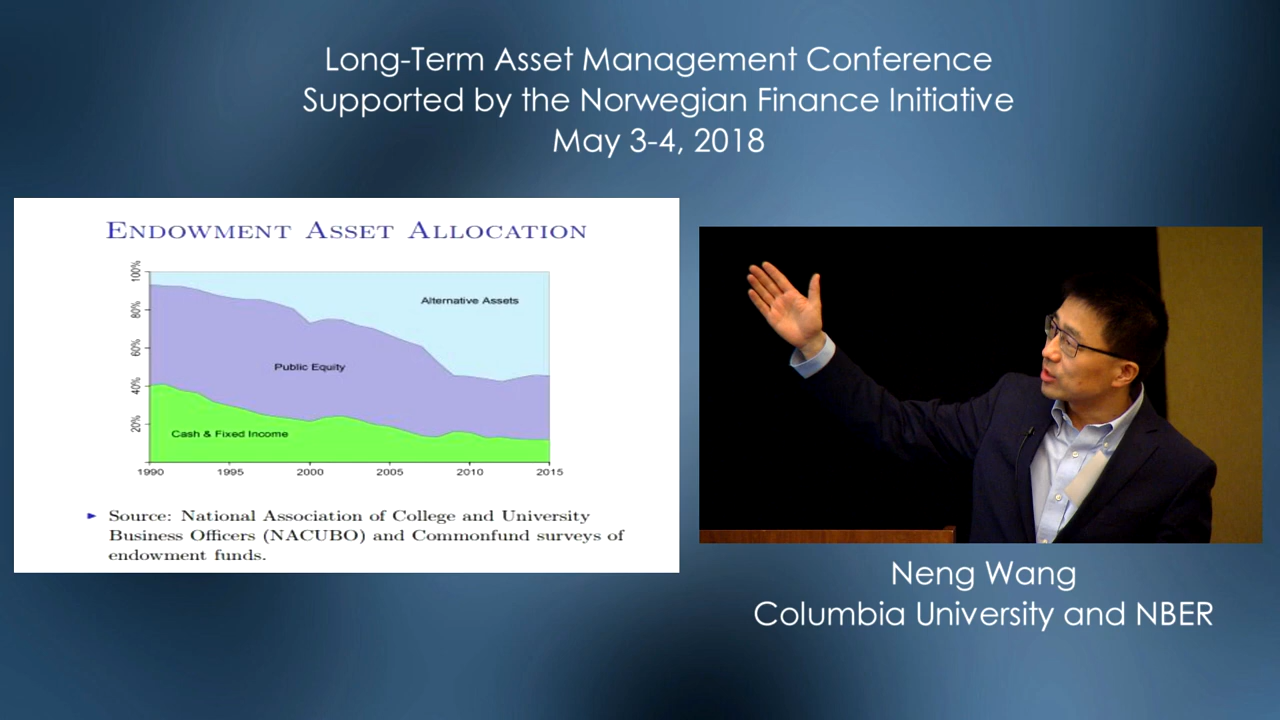 Long-Term Asset Management Conference
Supported by the Norwegian Finance Initiative
May 3-4, 2018
ENDOWMENT ASSET ALLOCATION
100%
80%
60%
40%
20%
Alternative Assets
Public Equity
Cash & Fixed Income
1990 1995 2000 2005 2010 2015
Source: National Association of College and University
Business Officers (NACUBO) and Commonfund surveys of
endowment funds.
Neng Wang
Columbia University and NBER